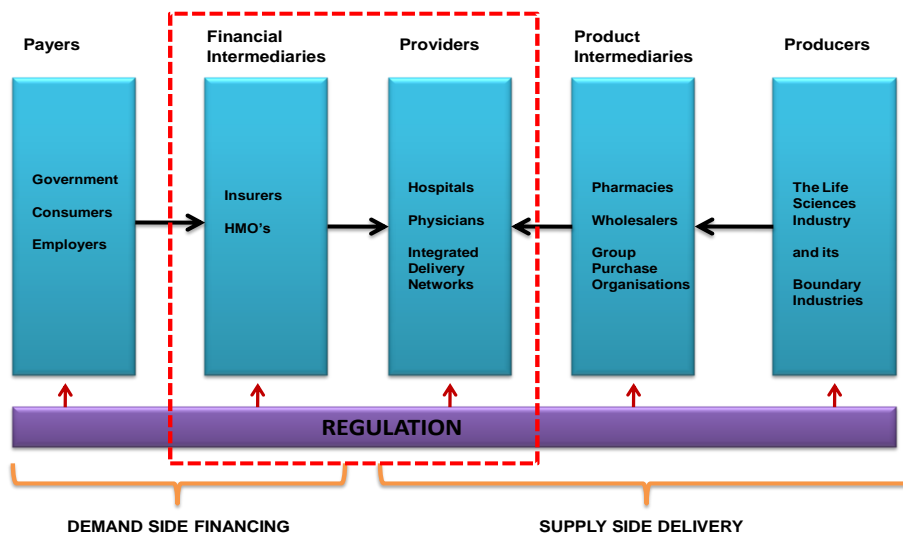 Payers
Financial
Intermediaries
Providers
Product
Intermediaries
Producers
Government
Consumers
Employers
Insurers
HMO's
Hospitals
Physicians
Integrated
Delivery
Networks
Pharmacies
Wholesalers
Group
Purchase
Organisations
The Life
Sciences
Industry
and its
Boundary
Industries
REGULATION
DEMAND SIDE FINANCING
SUPPLY SIDE DELIVERY